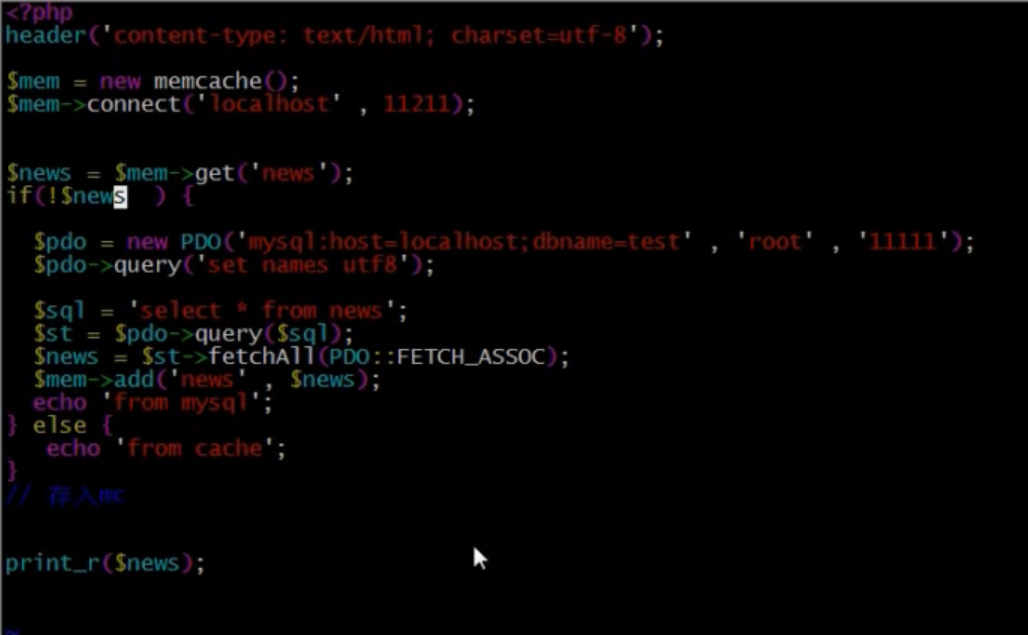 <?php
header('content-type: text/html; charset=utf-8');
$mem = new memcache();
$mem->connect('localhost' , 11211);
$news = $mem->get('news');
if(!$news  ) {
  $pdo = new PDO('mysql:host=localhost;dbname=test' , 'root' , '11111');
  $pdo->query('set names utf8');
  $sql = 'select * from news';
  $st = $pdo->query($sql);
  $news = $st->fetchAll(PDO::FETCH_ASSOC);
  $mem->add('news' , $news);
  echo 'from mysql';
} else {
   echo 'from cache';
}
// 存入mc
print_r($news);
~